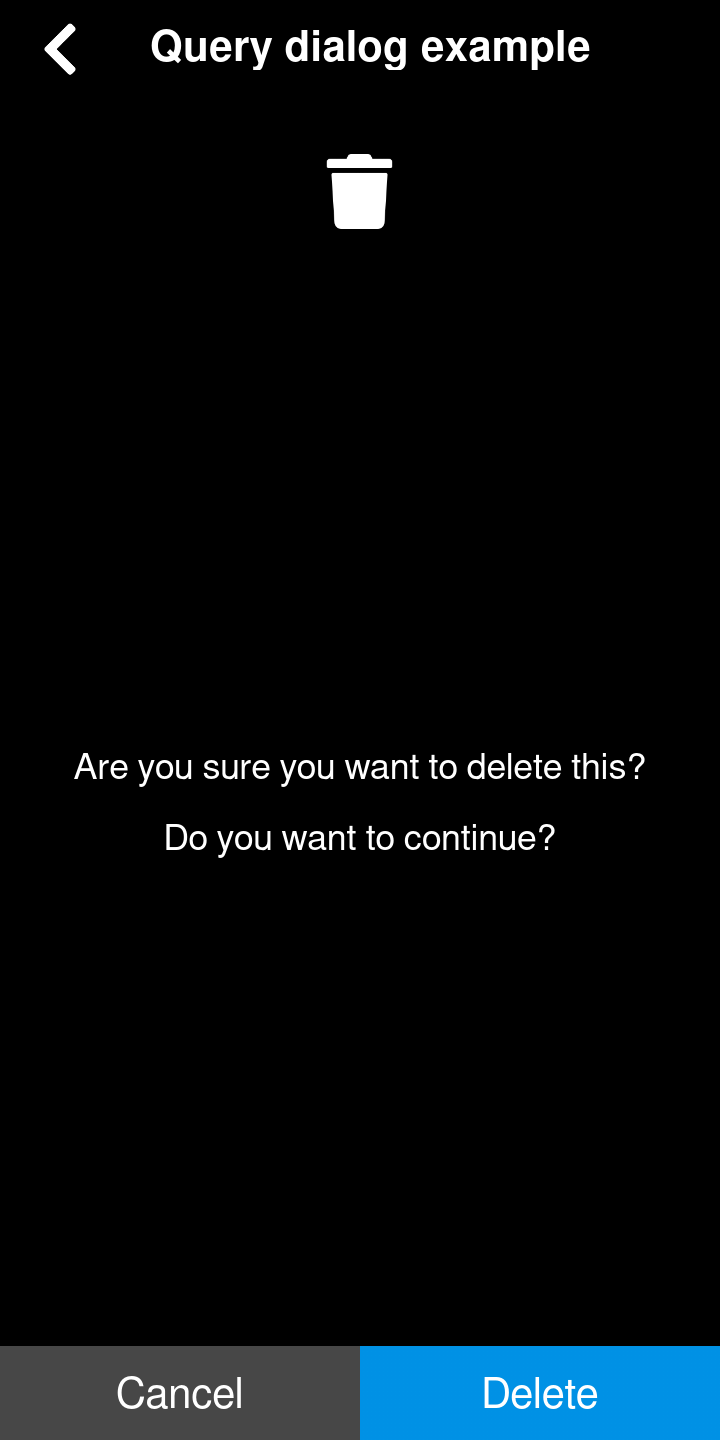 Query dialog example
Are you sure you want to delete this?
Do you want to continue?
Cancel
Delete